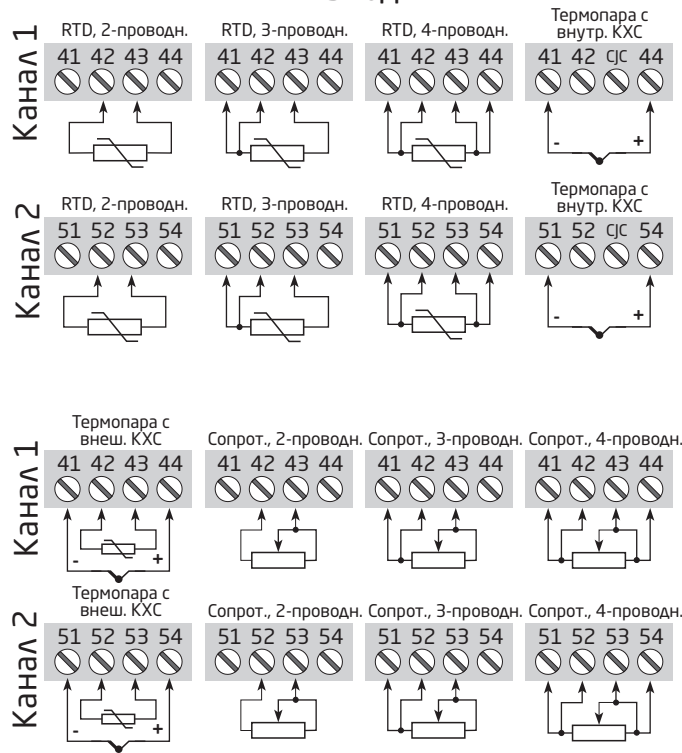 RTD, 2-проводн. RTD, 3-проводн. RTD, 4-проводн. Термопара с внутр. КХС
Канал 1
41 42 43 44 41 42 43 44 41 42 43 44 41 42 CJC 44
- +
RTD, 2-проводн. RTD, 3-проводн. RTD, 4-проводн. Термопара с внутр. КХС
Канал 2
51 52 53 54 51 52 53 54 51 52 53 54 51 52 CJC 54
- +
Термопара с внеш. КХС Сопрот., 2-проводн. Сопрот., 3-проводн. Сопрот., 4-проводн.
Канал 1
41 42 43 44 41 42 43 44 41 42 43 44 41 42 43 44
- +
Термопара с внеш. КХС Сопрот., 2-проводн. Сопрот., 3-проводн. Сопрот., 4-проводн.
Канал 2
51 52 53 54 51 52 53 54 51 52 53 54 51 52 53 54
- +